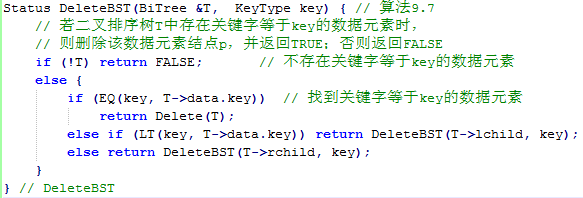 Status DeleteBST(BiTree &T,  KeyType key) { // 算法9.7
    // 若二叉排序树T中存在关键字等于key的数据元素时，
    // 则删除该数据元素结点p，并返回TRUE；否则返回FALSE
    if (!T) return FALSE;        // 不存在关键字等于key的数据元素
    else {
        if (EQ(key, T->data.key))  // 找到关键字等于key的数据元素
            return Delete(T);
        else if (LT(key, T->data.key)) return DeleteBST(T->lchild, key);
        else return DeleteBST(T->rchild, key);
    }
} // DeleteBST